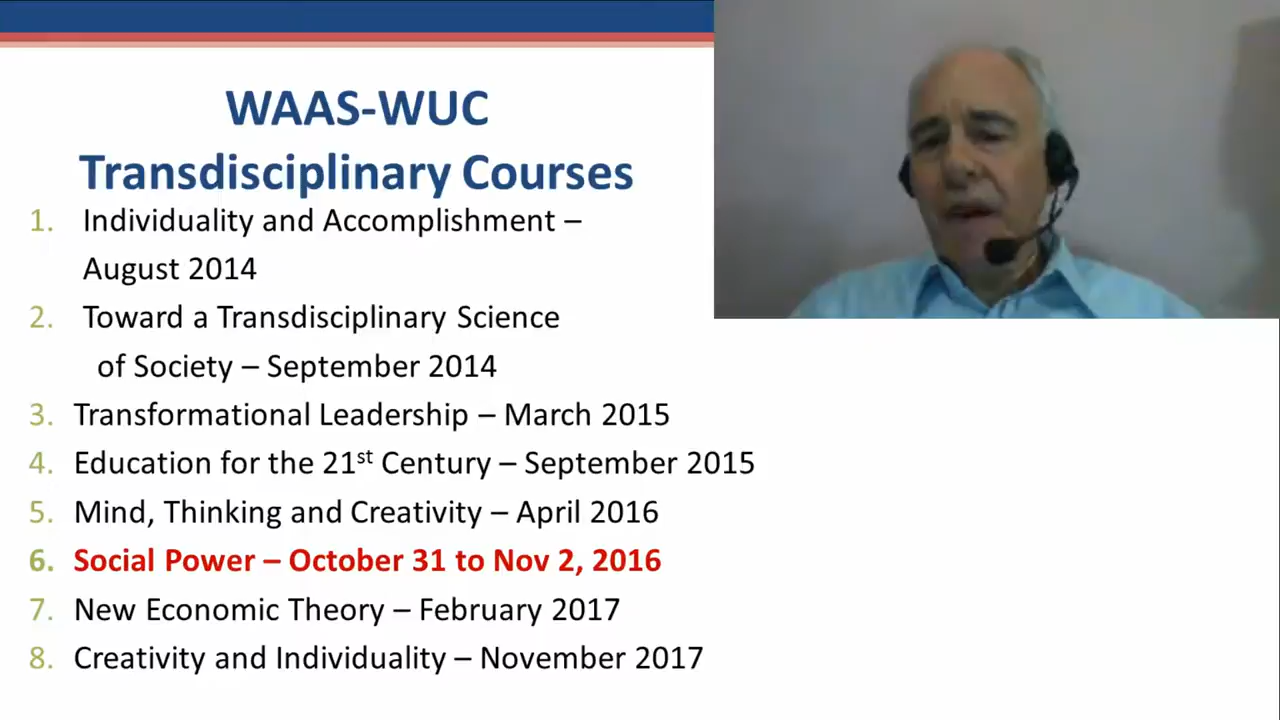 WAAS-WUC
Transdisciplinary Courses
1. Individuality and Accomplishment –
August 2014
2. Toward a Transdisciplinary Science
of Society – September 2014
3. Transformational Leadership – March 2015
4. Education for the 21st Century – September 2015
5. Mind, Thinking and Creativity – April 2016
6. Social Power – October 31 to Nov 2, 2016
7. New Economic Theory – February 2017
8. Creativity and Individuality – November 2017